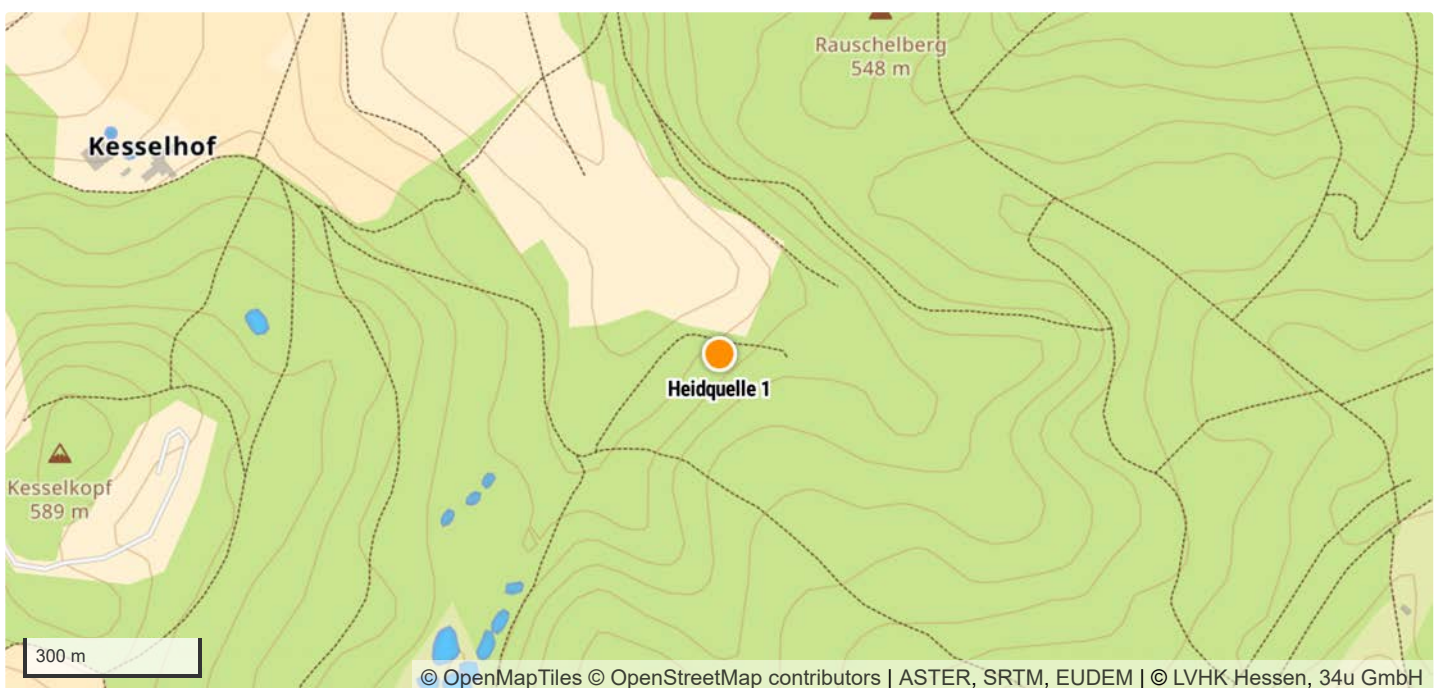 Rauschelberg
548 m
Kesselhof
Heidquelle 1
Kesselkopf
589 m
300 m
© OpenMapTiles © OpenStreetMap contributors | ASTER, SRTM, EUDEM | © LVHK Hessen, 34u GmbH